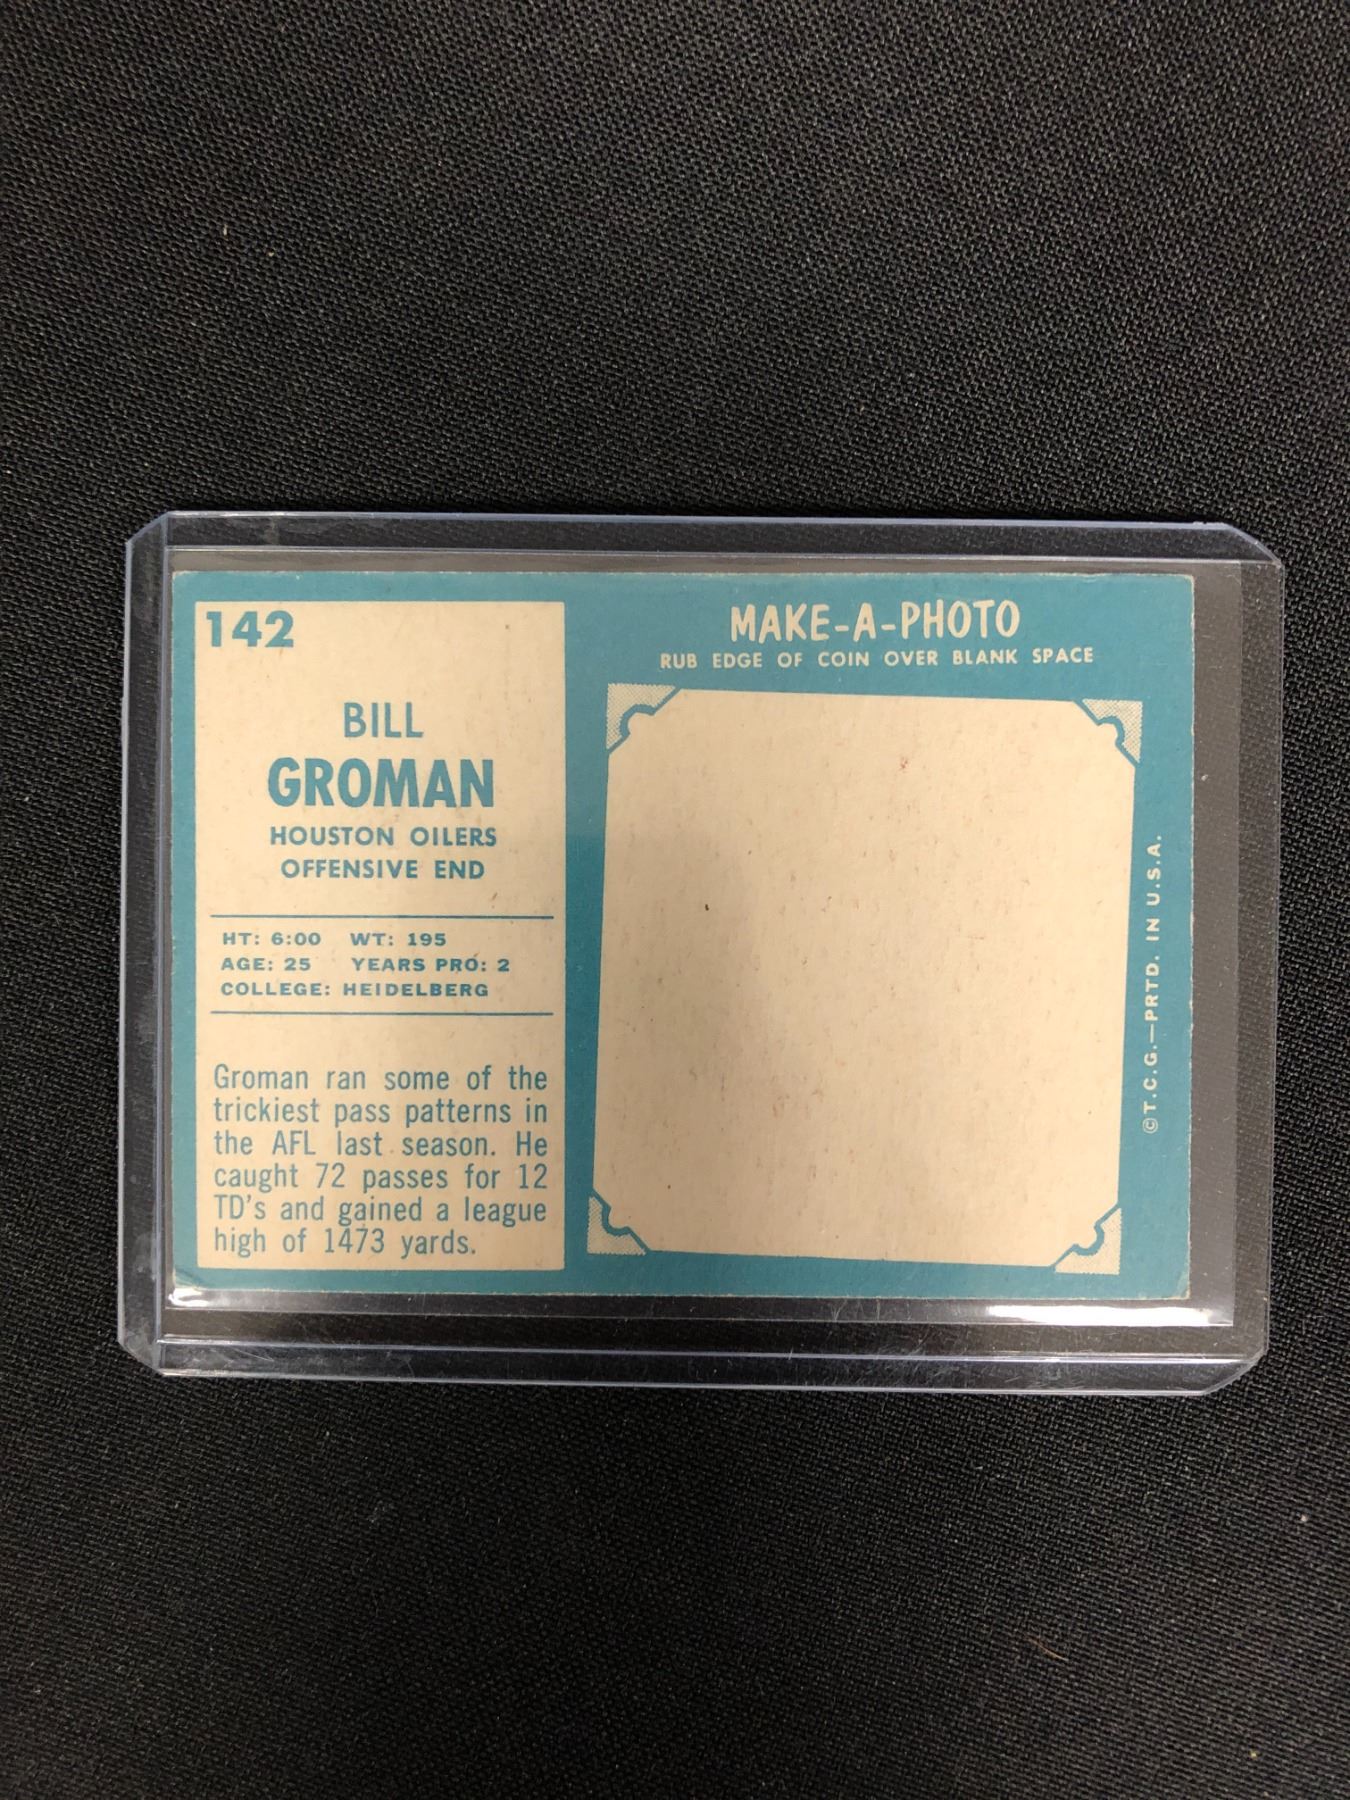 142
BILL
GROMAN
HOUSTON OILERS
OFFENSIVE END
HT: 6:00 WT: 195
AGE: 25 YEARS PRO: 2
COLLEGE: HEIDELBERG
Groman ran some of the
trickiest pass patterns in
the AFL last season. He
caught 72 passes for 12
TD's and gained a league
high of 1473 yards.
MAKE-A-PHOTO
RUB EDGE OF COIN OVER BLANK SPACE
©T.C.G.—PRTD. IN U.S.A.